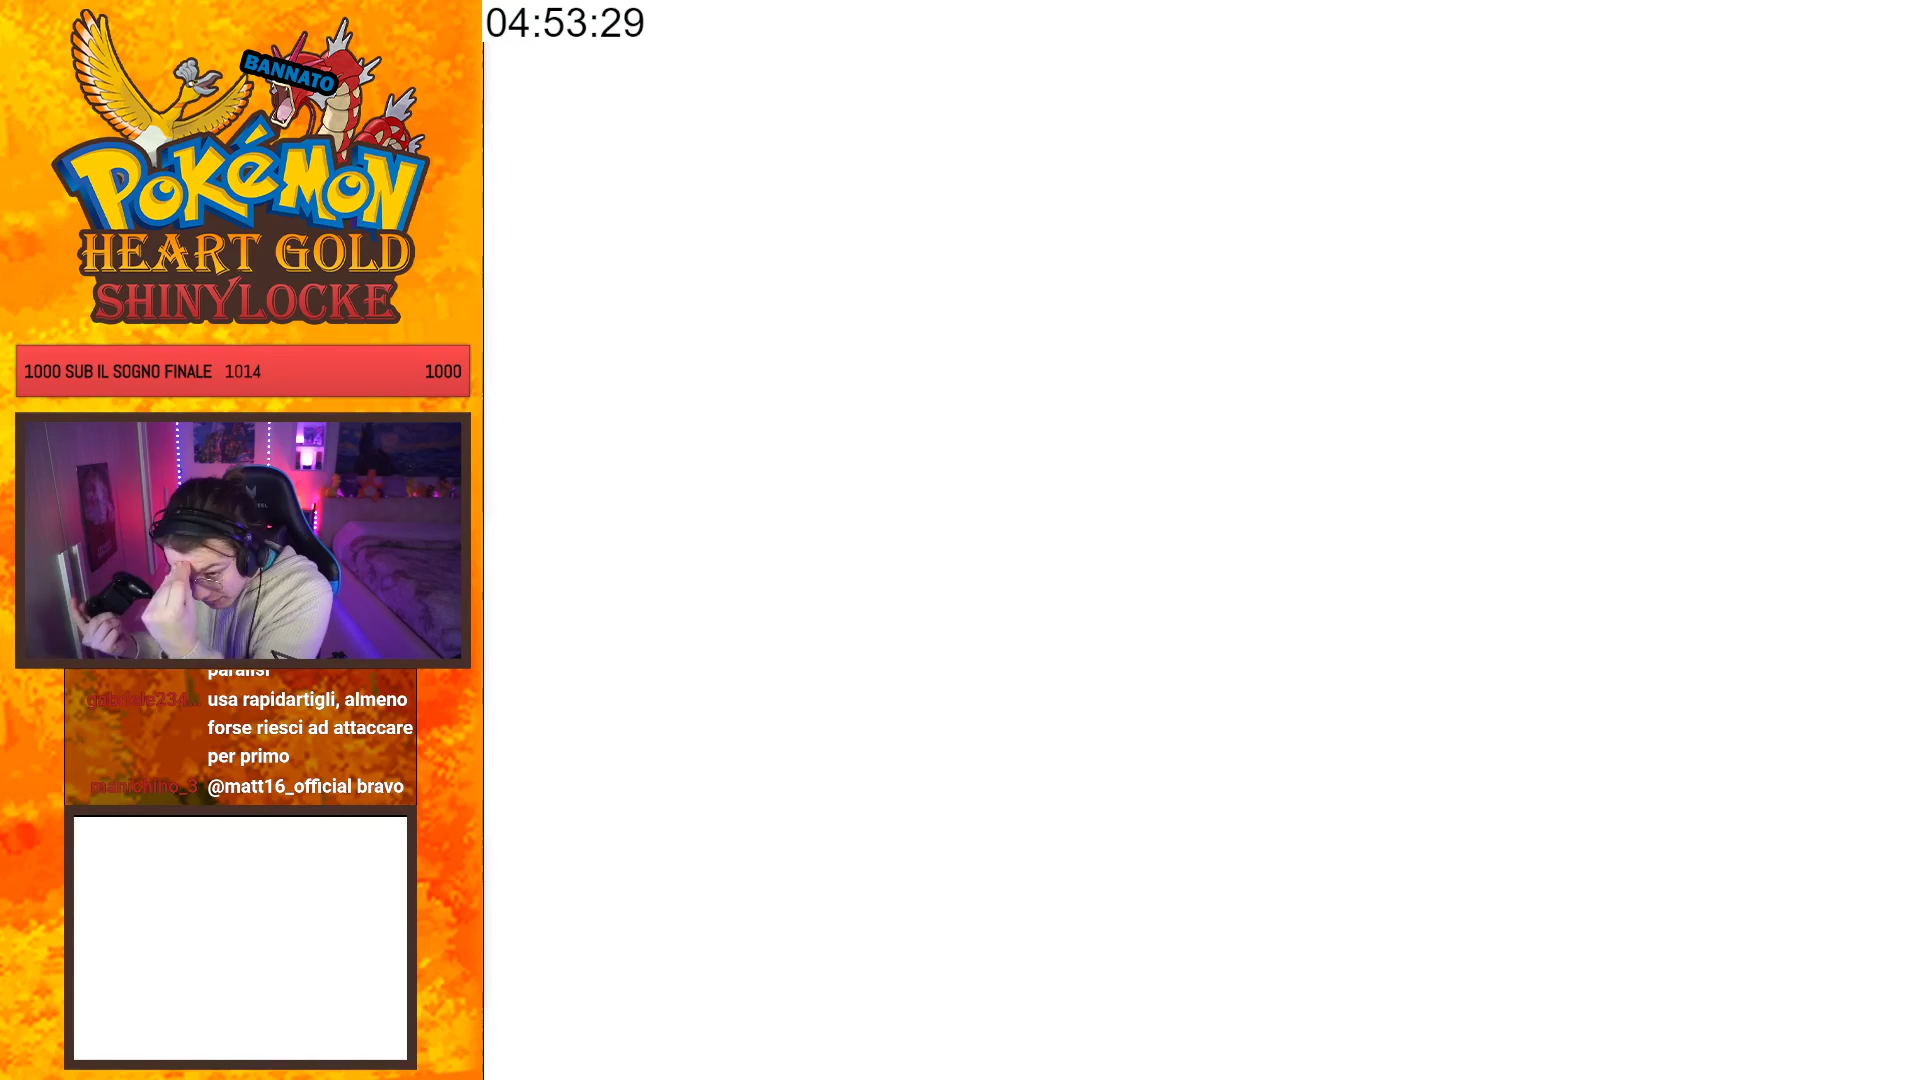 04:53:29
BANNATO
POKéMON
HEART GOLD
SHINYLOCKE
1000 SUB IL SOGNO FINALE 1014 1000
paralisi
usa rapidartigli, almeno
forse riesci ad attaccare
per primo
manichino_3 @matt16_official bravo